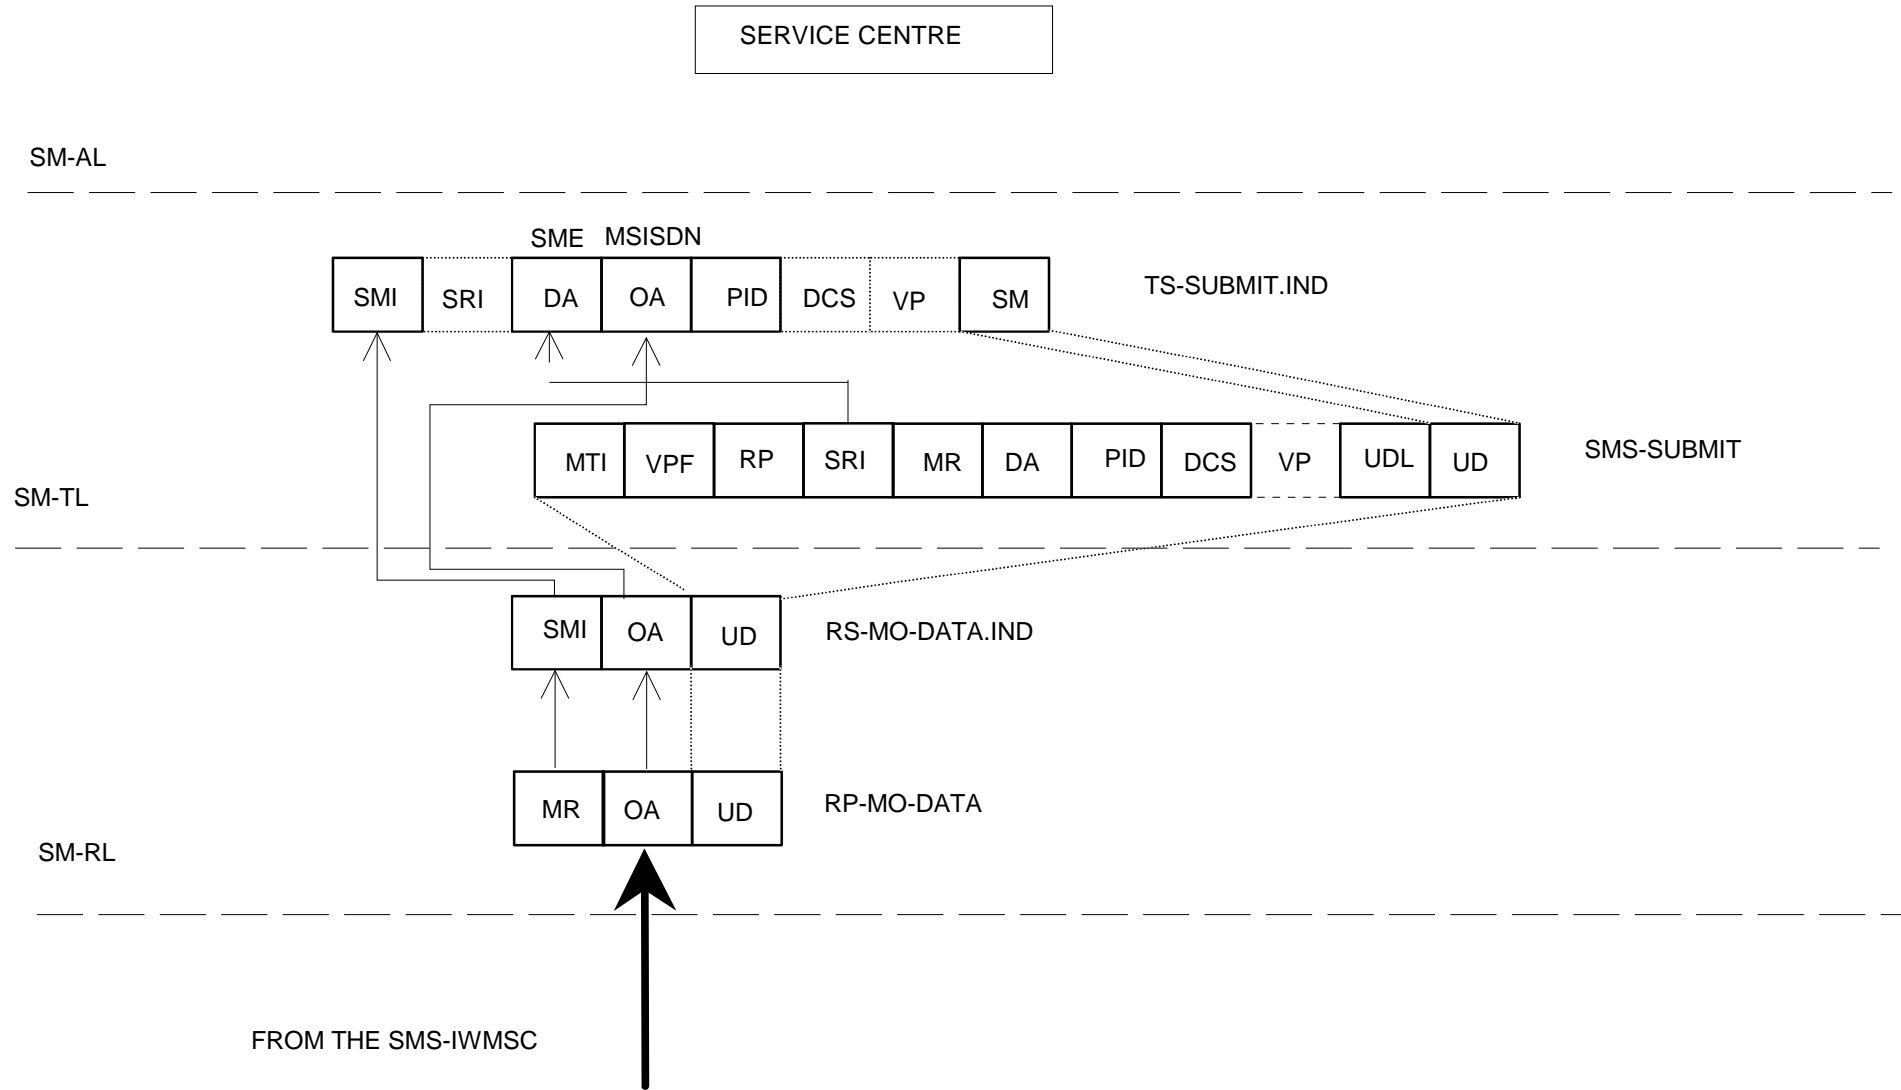 SERVICE CENTRE
SM-AL
SME MSISDN
SMI SRI DA OA PID DCS VP SM TS-SUBMIT.IND
MTI VPF RP SRI MR DA PID DCS VP UDL UD SMS-SUBMIT
SM-TL
SMI OA UD RS-MO-DATA.IND
MR OA UD RP-MO-DATA
SM-RL
FROM THE SMS-IWMSC